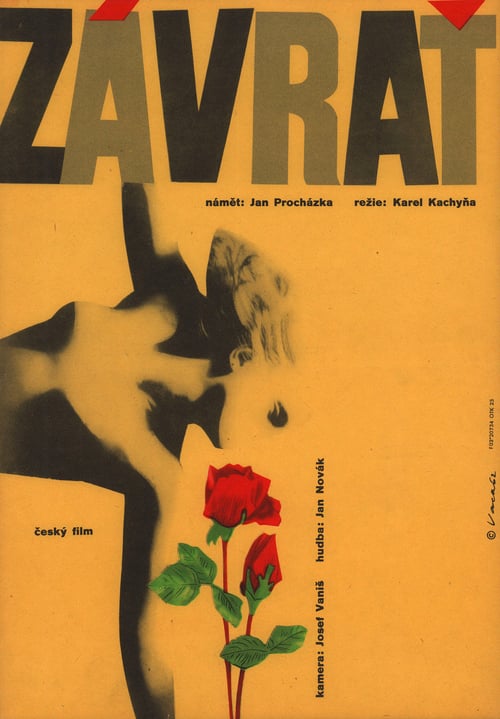 ZÁVRAŤ
námět: Jan Procházka režie: Karel Kachyňa
český film
kamera: Josef Vaniš hudba: Jan Novák